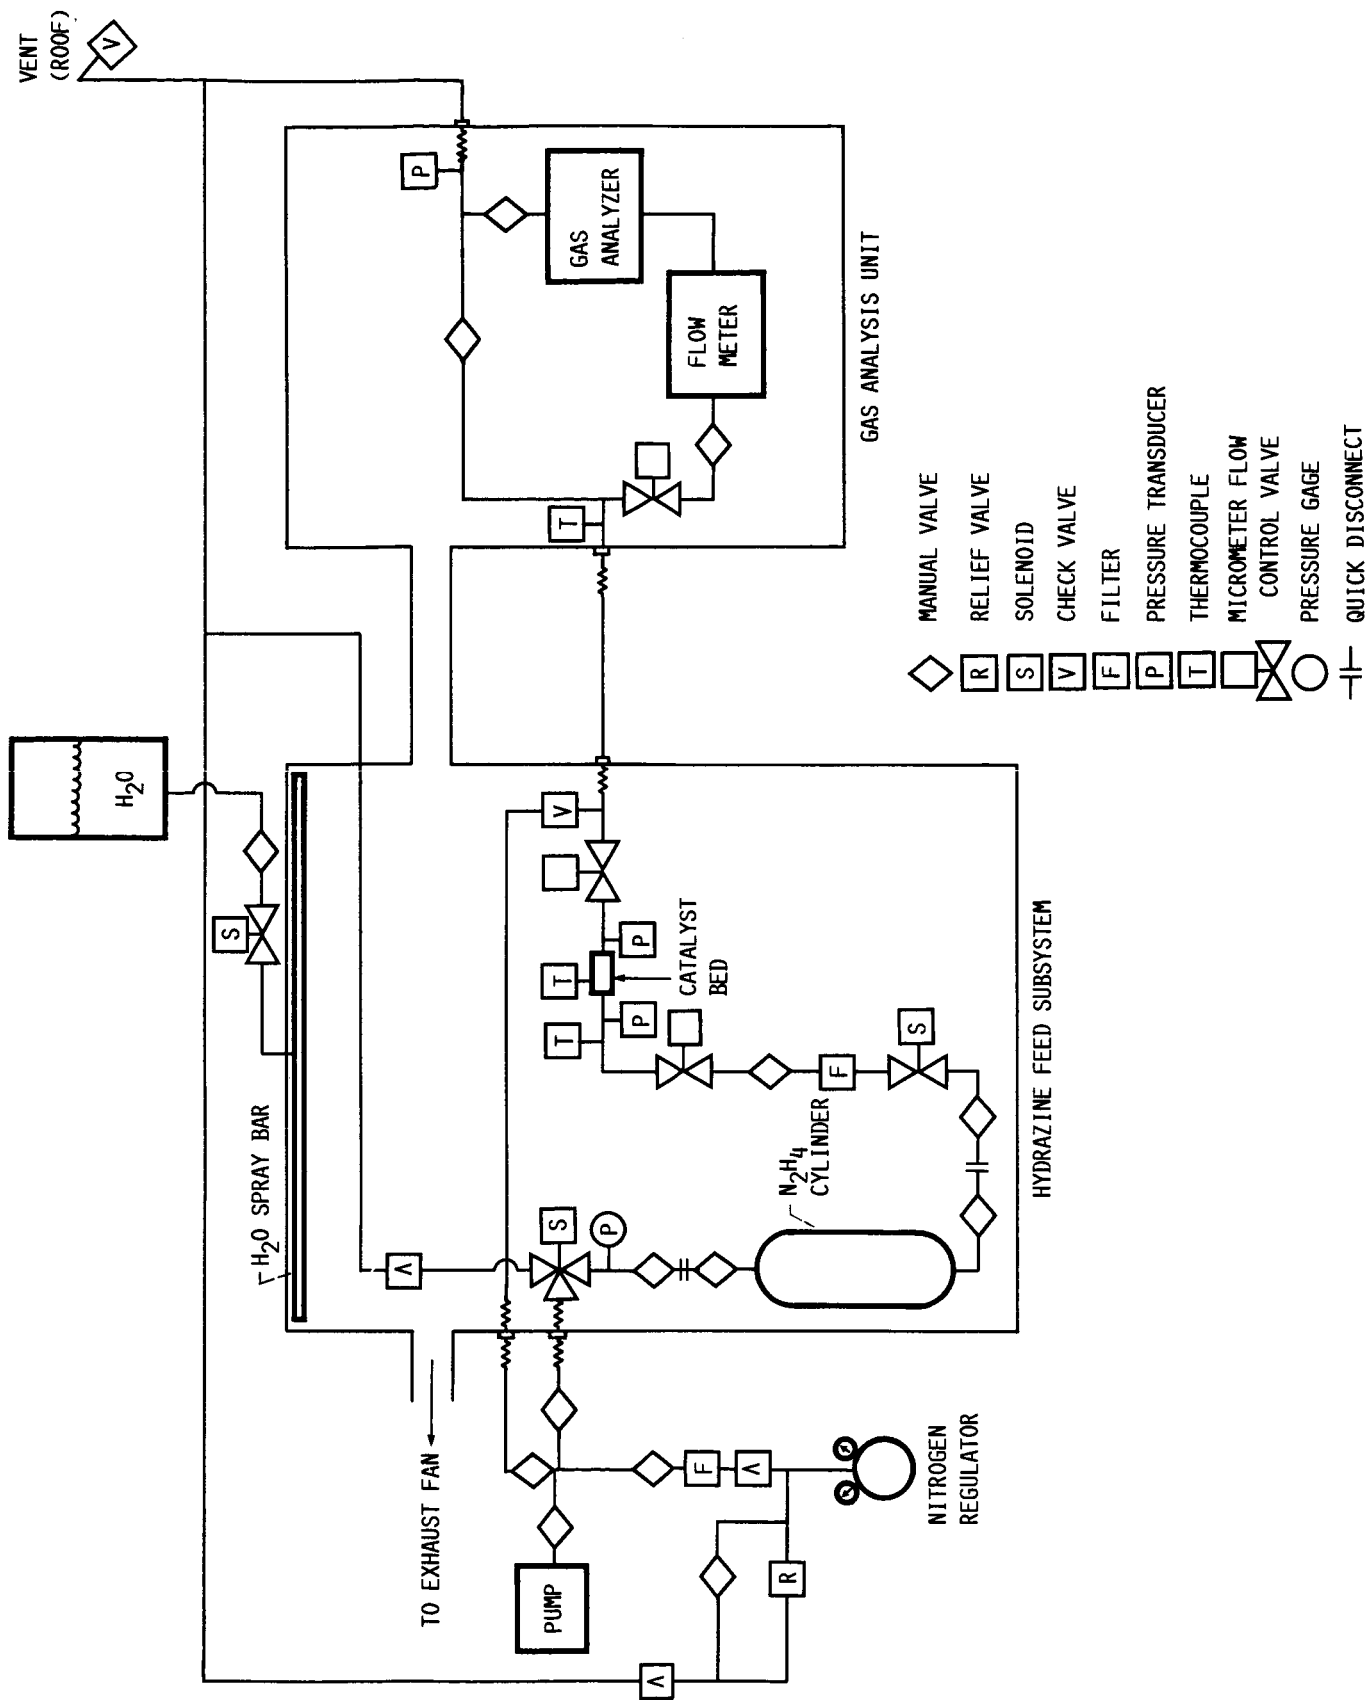 VENT
(ROOF)
V
H2O
S
H2O SPRAY BAR
V
P
TO EXHAUST FAN
PUMP
S
T
T
V
T
GAS
ANALYZER
P
P
P
CATALYST
BED
FLOW
METER
V
R
F
V
N2H4
CYLINDER
F
S
GAS ANALYSIS UNIT
NITROGEN
REGULATOR
HYDRAZINE FEED SUBSYSTEM
MANUAL VALVE
R RELIEF VALVE
S SOLENOID
V CHECK VALVE
F FILTER
P PRESSURE TRANSDUCER
T THERMOCOUPLE
MICROMETER FLOW
CONTROL VALVE
PRESSURE GAGE
QUICK DISCONNECT